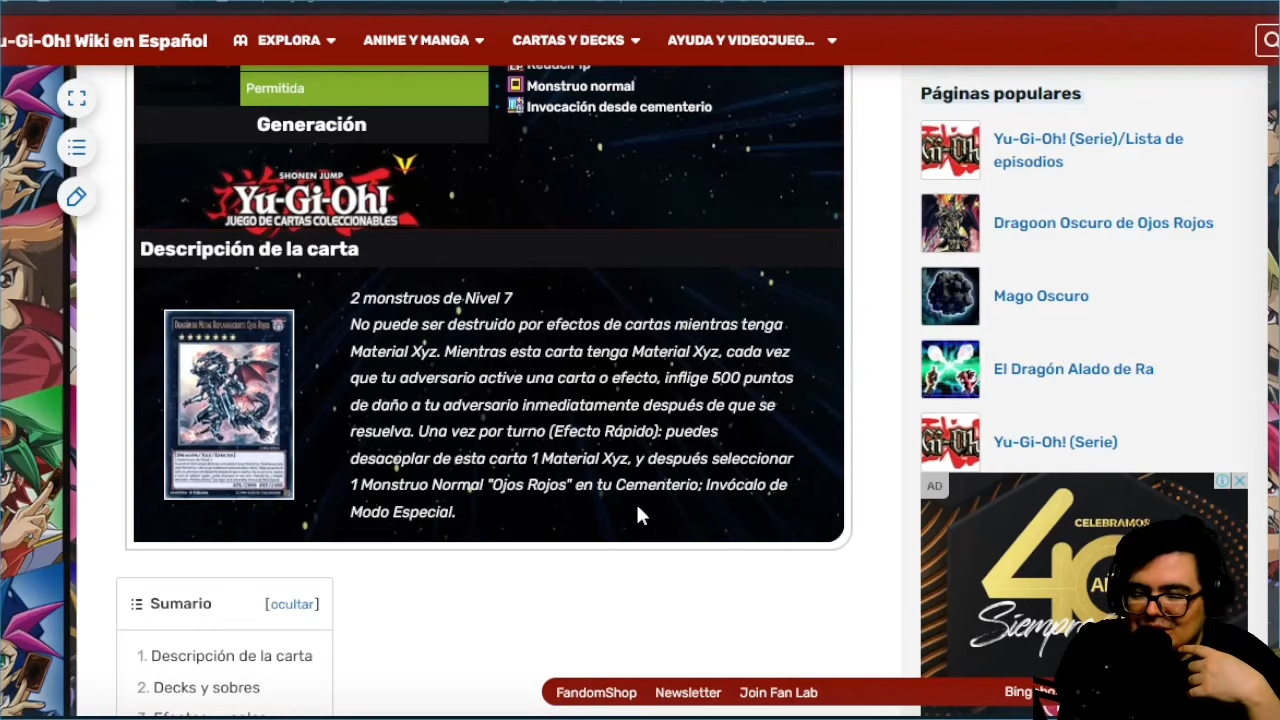 u-Gi-Oh! Wiki en Español
EXPLORA
ANIME Y MANGA
CARTAS Y DECKS
AYUDA Y VIDEOJUEG...
Permitida
Monstruo normal
Invocación desde cementerio
Generación
SHONEN JUMP
Yu-Gi-Oh!
JUEGO DE CARTAS COLECCIONABLES
Descripción de la carta
2 monstruos de Nivel 7
No puede ser destruido por efectos de cartas mientras tenga
Material Xyz. Mientras esta carta tenga Material Xyz, cada vez
que tu adversario active una carta o efecto, inflige 500 puntos
de daño a tu adversario inmediatamente después de que se
resuelva. Una vez por turno (Efecto Rápido): puedes
desacoplar de esta carta 1 Material Xyz, y después seleccionar
1 Monstruo Normal "Ojos Rojos" en tu Cementerio; Invócalo de
Modo Especial.
Sumario
[ocultar]
1. Descripción de la carta
2. Decks y sobres
Páginas populares
Yu-Gi-Oh! (Serie)/Lista de
episodios
Dragoon Oscuro de Ojos Rojos
Mago Oscuro
El Dragón Alado de Ra
Yu-Gi-Oh! (Serie)
AD
CELEBRAMOS
40
FandomShop
Newsletter
Join Fan Lab